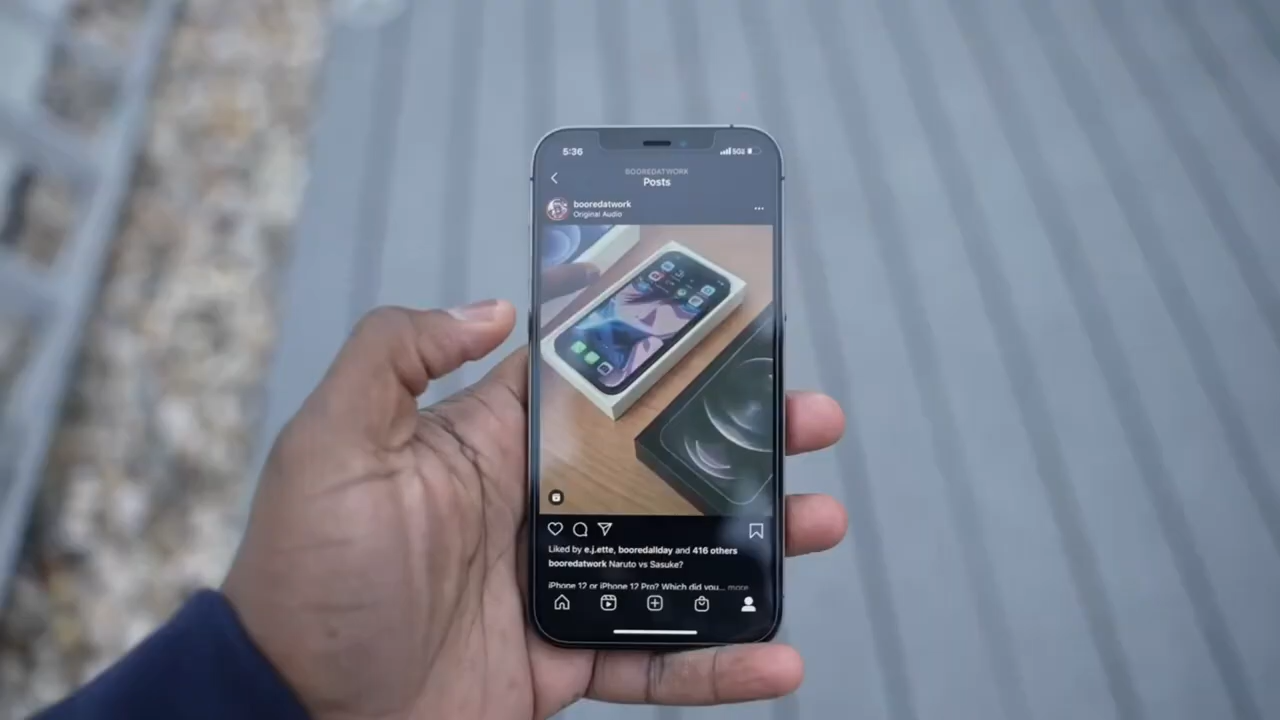 5:36
5G
BOOREDATWORK
Posts
booredatwork
Original Audio
Liked by e.j.ette, booredallday and 416 others
booredatwork Naruto vs Sasuke?
iPhone 12 or iPhone 12 Pro? Which did you... more